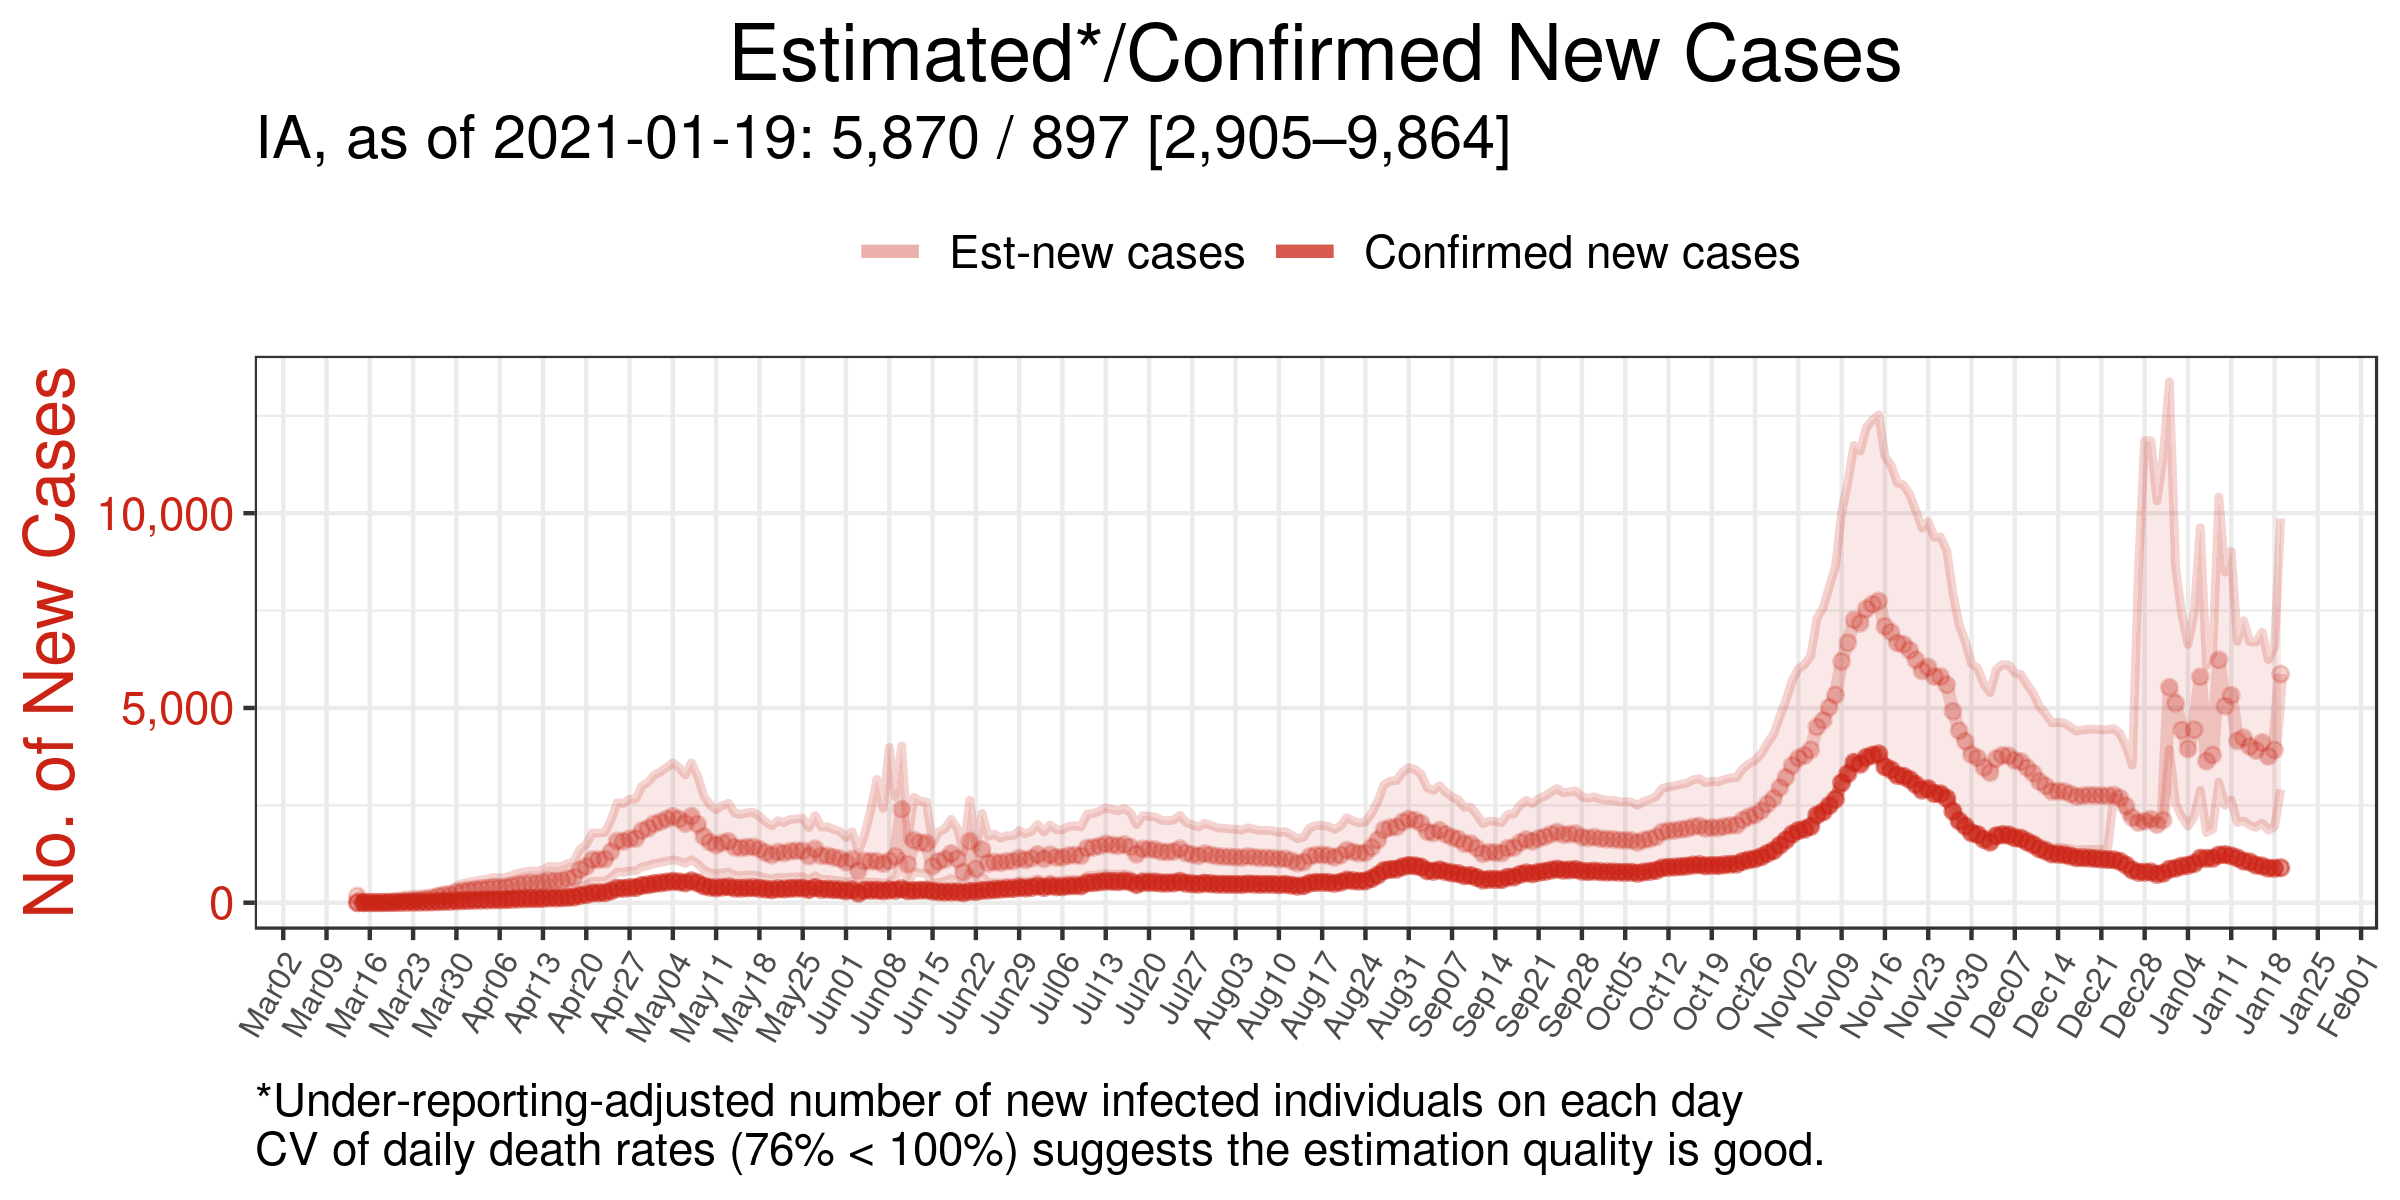 Estimated*/Confirmed New Cases
IA, as of 2021-01-19: 5,870 / 897 [2,905–9,864]
Est-new cases
Confirmed new cases
No. of New Cases
10,000
5,000
0
Mar02
Mar09
Mar16
Mar23
Mar30
Apr06
Apr13
Apr20
Apr27
May04
May11
May18
May25
Jun01
Jun08
Jun15
Jun22
Jun29
Jul06
Jul13
Jul20
Jul27
Aug03
Aug10
Aug17
Aug24
Aug31
Sep07
Sep14
Sep21
Sep28
Oct05
Oct12
Oct19
Oct26
Nov02
Nov09
Nov16
Nov23
Nov30
Dec07
Dec14
Dec21
Dec28
Jan04
Jan11
Jan18
Jan25
Feb01
*Under-reporting-adjusted number of new infected individuals on each day
CV of daily death rates (76% < 100%) suggests the estimation quality is good.